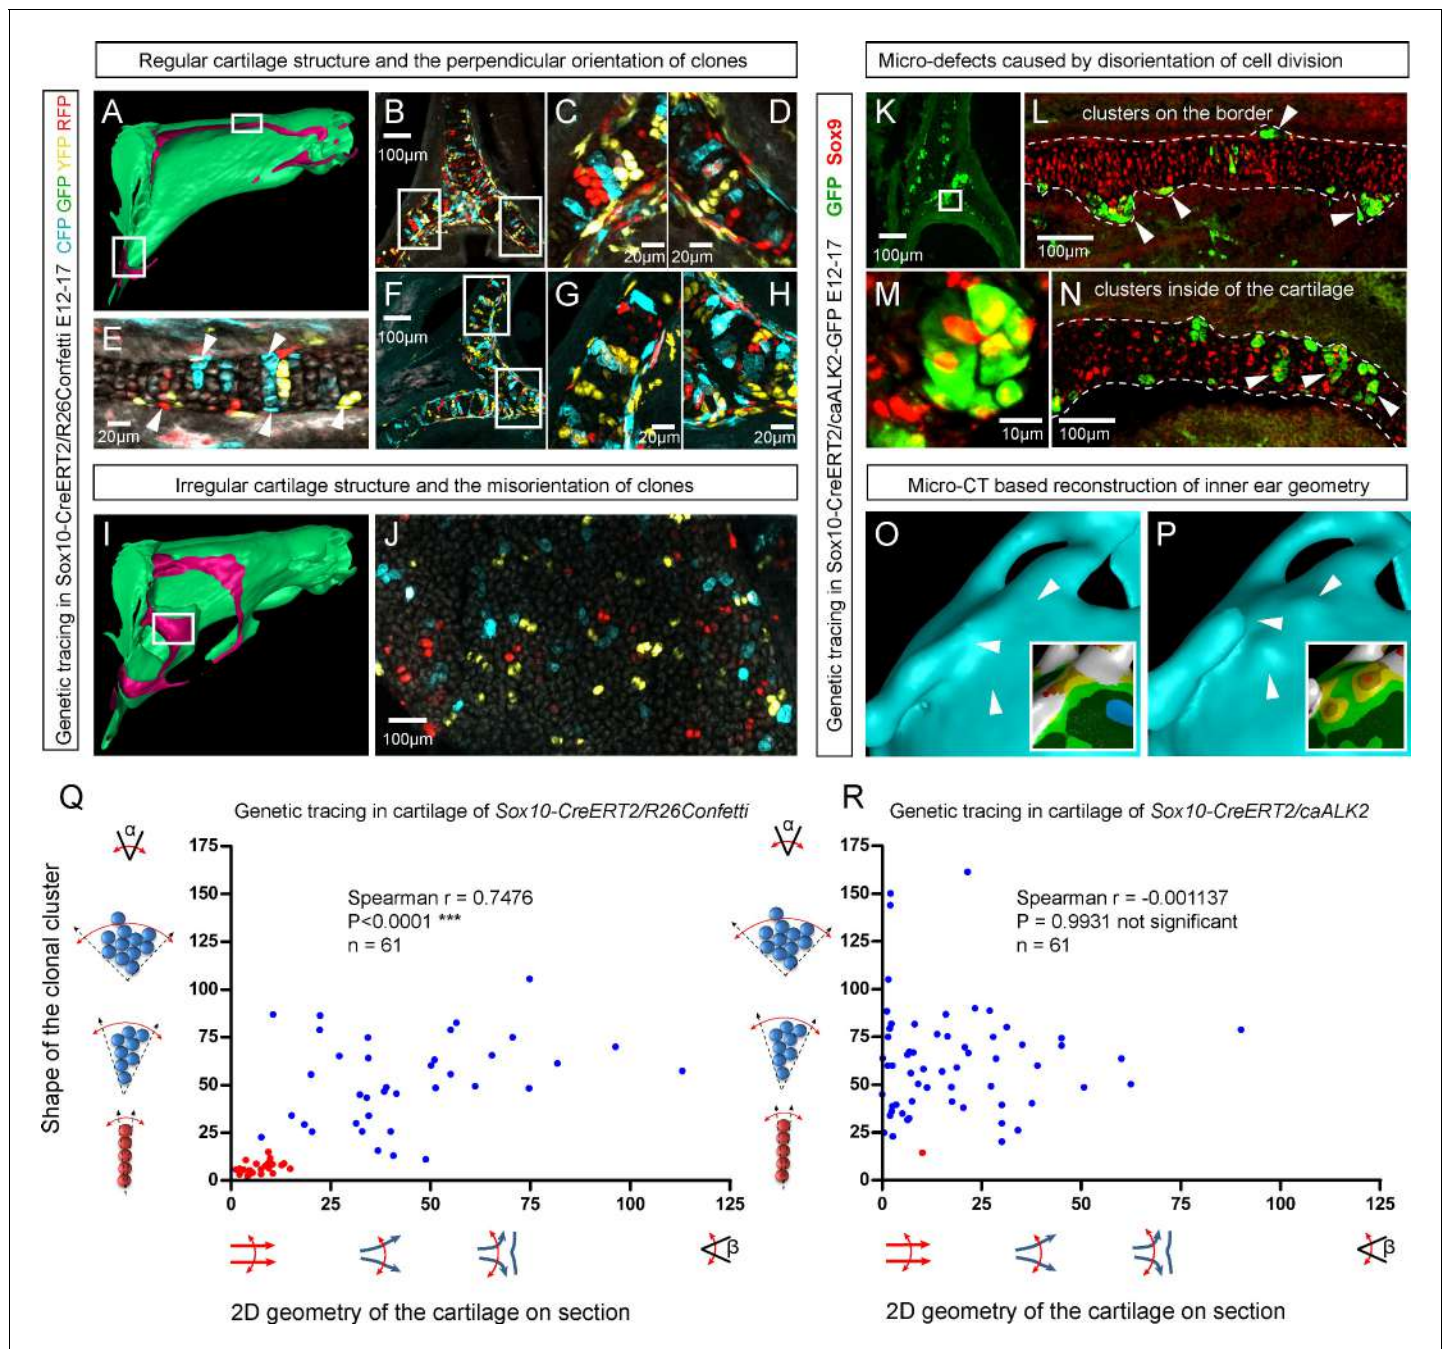 Regular cartilage structure and the perpendicular orientation of clones
Micro-defects caused by disorientation of cell division
Genetic tracing in Sox10-CreERT2/R26Confetti E12-17 CFP GFP YFP RFP
A
B
100µm
C
20µm
D
20µm
E
20µm
F
100µm
G
20µm
H
20µm
Irregular cartilage structure and the misorientation of clones
I
J
100µm
Genetic tracing in Sox10-CreERT2/caALK2-GFP E12-17 GFP Sox9
K
100µm
L
clusters on the border
100µm
M
10µm
N
clusters inside of the cartilage
100µm
Micro-CT based reconstruction of inner ear geometry
O
P
Q
Genetic tracing in cartilage of Sox10-CreERT2/R26Confetti
α
Shape of the clonal cluster
175
150
125
100
75
50
25
0
Spearman r = 0.7476
P<0.0001 ***
n = 61
0 25 50 75 100 125
β
2D geometry of the cartilage on section
R
Genetic tracing in cartilage of Sox10-CreERT2/caALK2
α
175
150
125
100
75
50
25
0
Spearman r = -0.001137
P = 0.9931 not significant
n = 61
0 25 50 75 100 125
β
2D geometry of the cartilage on section